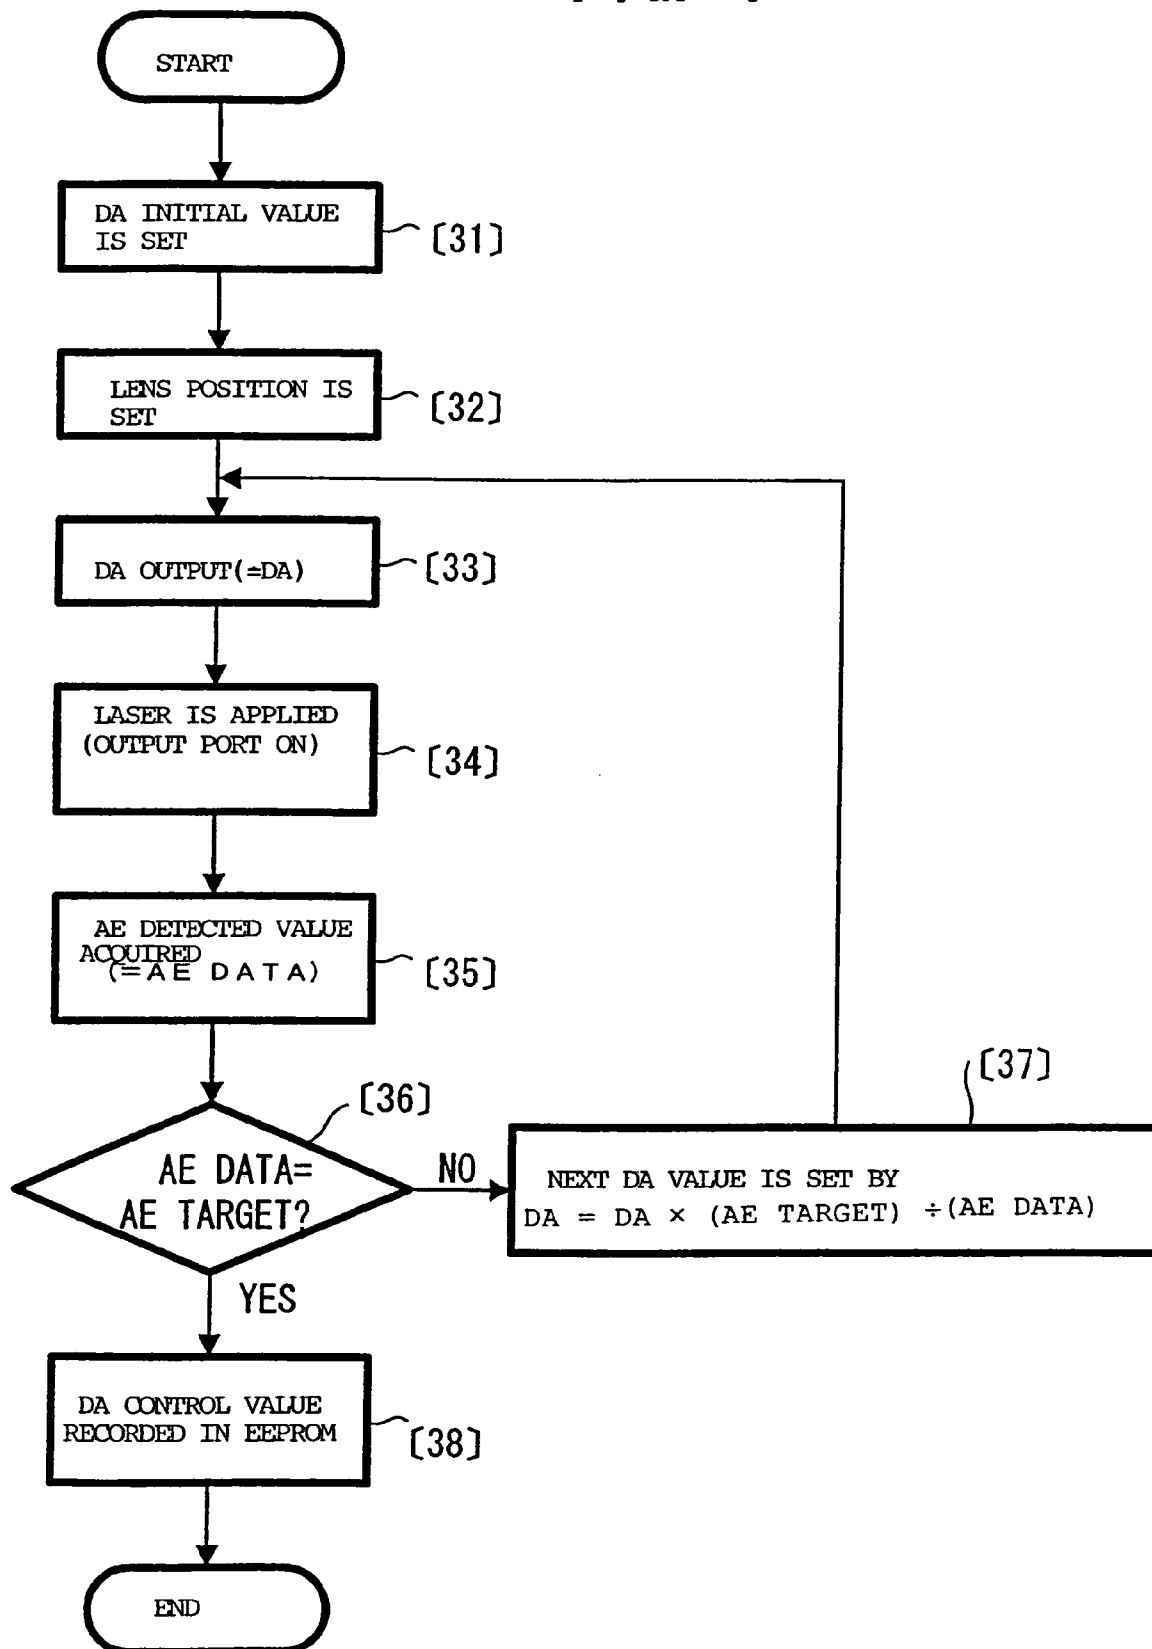 START
DA INITIAL VALUE
IS SET
[31]
LENS POSITION IS
SET
[32]
DA OUTPUT(=DA)
[33]
LASER IS APPLIED
(OUTPUT PORT ON)
[34]
AE DETECTED VALUE
ACQUIRED
(=AE DATA)
[35]
[36]
AE DATA=
AE TARGET?
NO
[37]
NEXT DA VALUE IS SET BY
DA = DA × (AE TARGET) ÷(AE DATA)
YES
DA CONTROL VALUE
RECORDED IN EEPROM
[38]
END